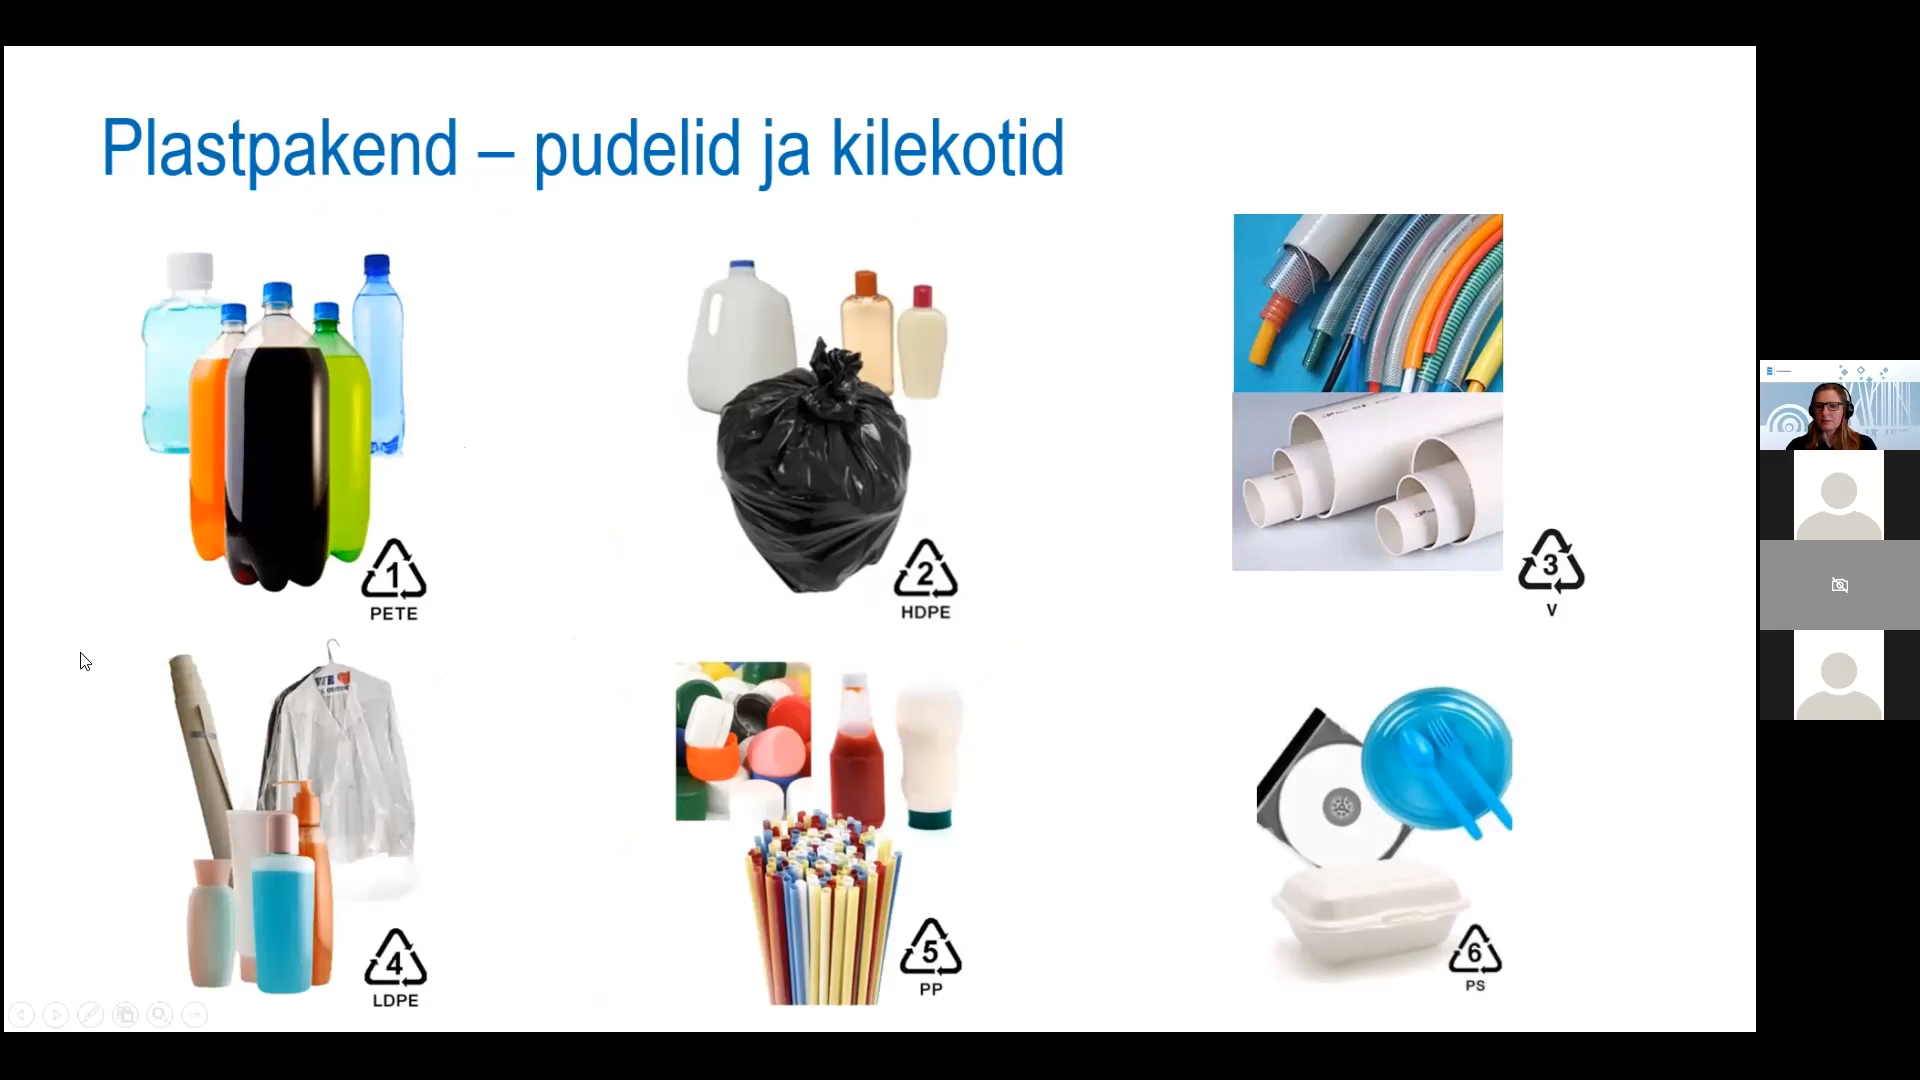 Plastpakend – pudelid ja kilekotid
1
PETE
2
HDPE
3
V
4
LDPE
5
PP
6
PS